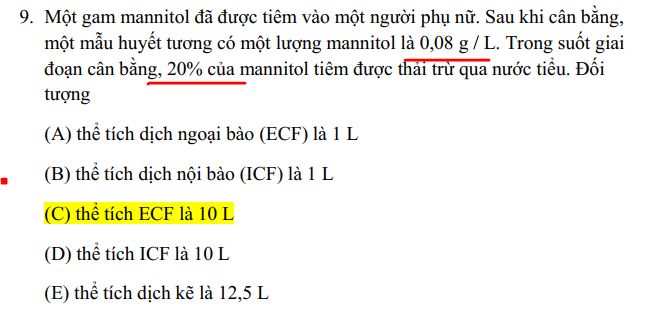 9. Một gam mannitol đã được tiêm vào một người phụ nữ. Sau khi cân bằng,
một mẫu huyết tương có một lượng mannitol là 0,08 g / L. Trong suốt giai
đoạn cân bằng, 20% của mannitol tiêm được thải trừ qua nước tiểu. Đối
tượng
(A) thể tích dịch ngoại bào (ECF) là 1 L
(B) thể tích dịch nội bào (ICF) là 1 L
(C) thể tích ECF là 10 L
(D) thể tích ICF là 10 L
(E) thể tích dịch kẽ là 12,5 L